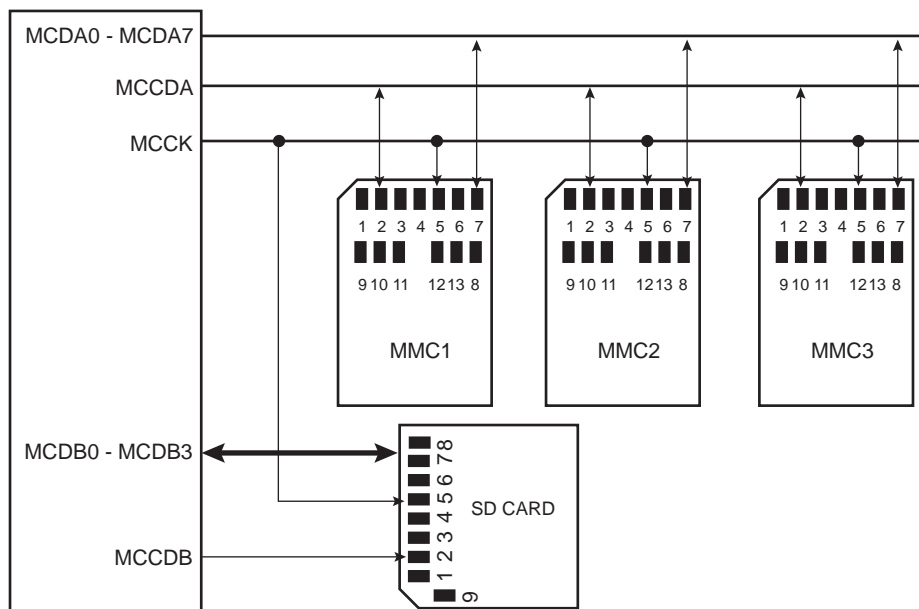 MCDA0 - MCDA7
MCCDA
MCCK
1 2 3 4 5 6 7
9 10 11 12 13 8
MMC1
1 2 3 4 5 6 7
9 10 11 12 13 8
MMC2
1 2 3 4 5 6 7
9 10 11 12 13 8
MMC3
MCDB0 - MCDB3
MCCDB
1 2 3 4 5 6 7 8
9
SD CARD